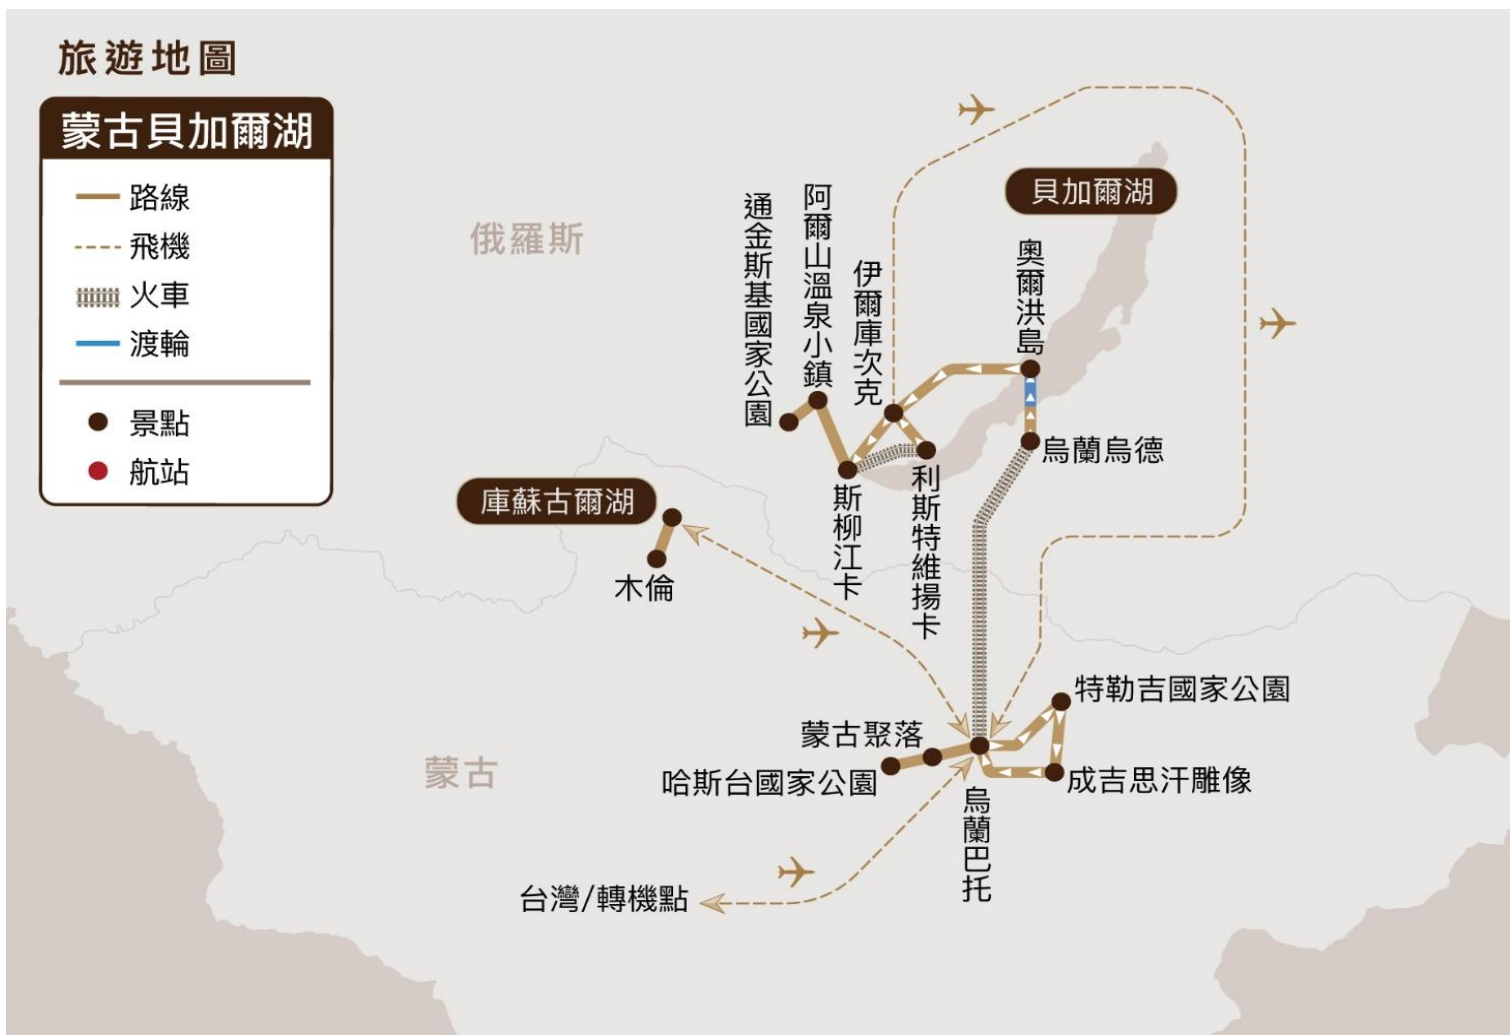 旅遊地圖
蒙古貝加爾湖
路線
飛機
火車
渡輪
景點
航站
俄羅斯
貝加爾湖
通金斯基國家公園
阿爾山溫泉小鎮
伊爾庫次克
奧爾洪島
烏蘭烏德
利斯特維揚卡
斯柳江卡
庫蘇古爾湖
木倫
特勒吉國家公園
蒙古聚落
哈斯台國家公園
成吉思汗雕像
烏蘭巴托
蒙古
台灣/轉機點